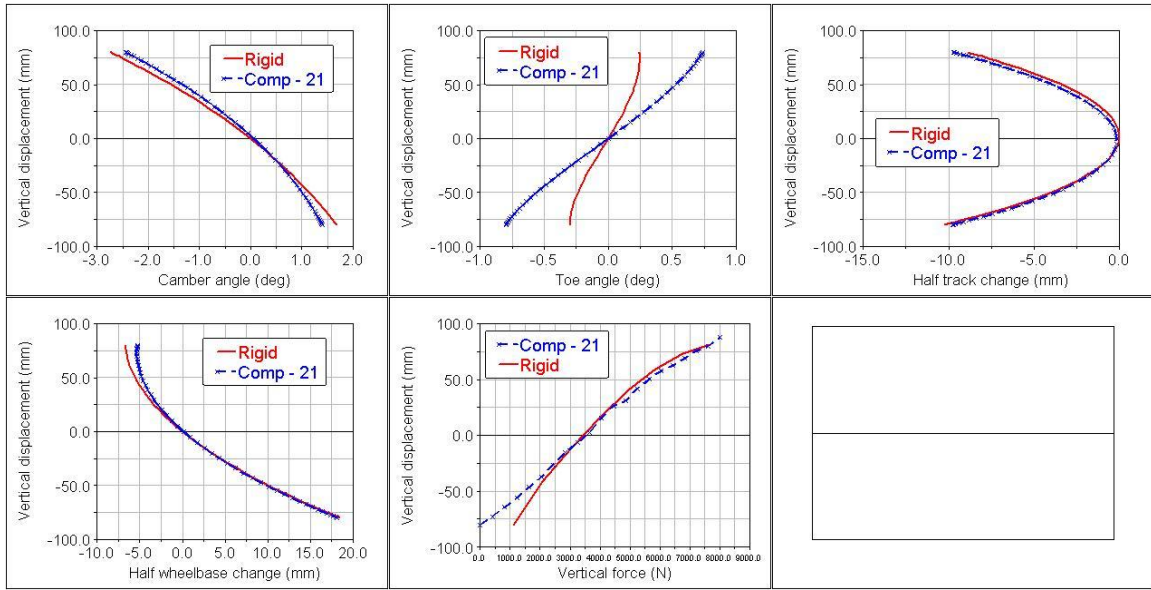 100.0
50.0
0.0
-50.0
-100.0
Vertical displacement (mm)
Rigid
Comp - 21
-3.0 -2.0 -1.0 0.0 1.0 2.0
Camber angle (deg)
100.0
50.0
0.0
-50.0
-100.0
Vertical displacement (mm)
Rigid
Comp - 21
-1.0 -0.5 0.0 0.5 1.0
Toe angle (deg)
100.0
50.0
0.0
-50.0
-100.0
Vertical displacement (mm)
Rigid
Comp - 21
-15.0 -10.0 -5.0 0.0
Half track change (mm)
100.0
50.0
0.0
-50.0
-100.0
Vertical displacement (mm)
Rigid
Comp - 21
-10.0 -5.0 0.0 5.0 10.0 15.0 20.0
Half wheelbase change (mm)
100.0
50.0
0.0
-50.0
-100.0
Vertical displacement (mm)
Comp - 21
Rigid
0.0 1000.0 2000.0 3000.0 4000.0 5000.0 6000.0 7000.0 8000.0 9000.0
Vertical force (N)